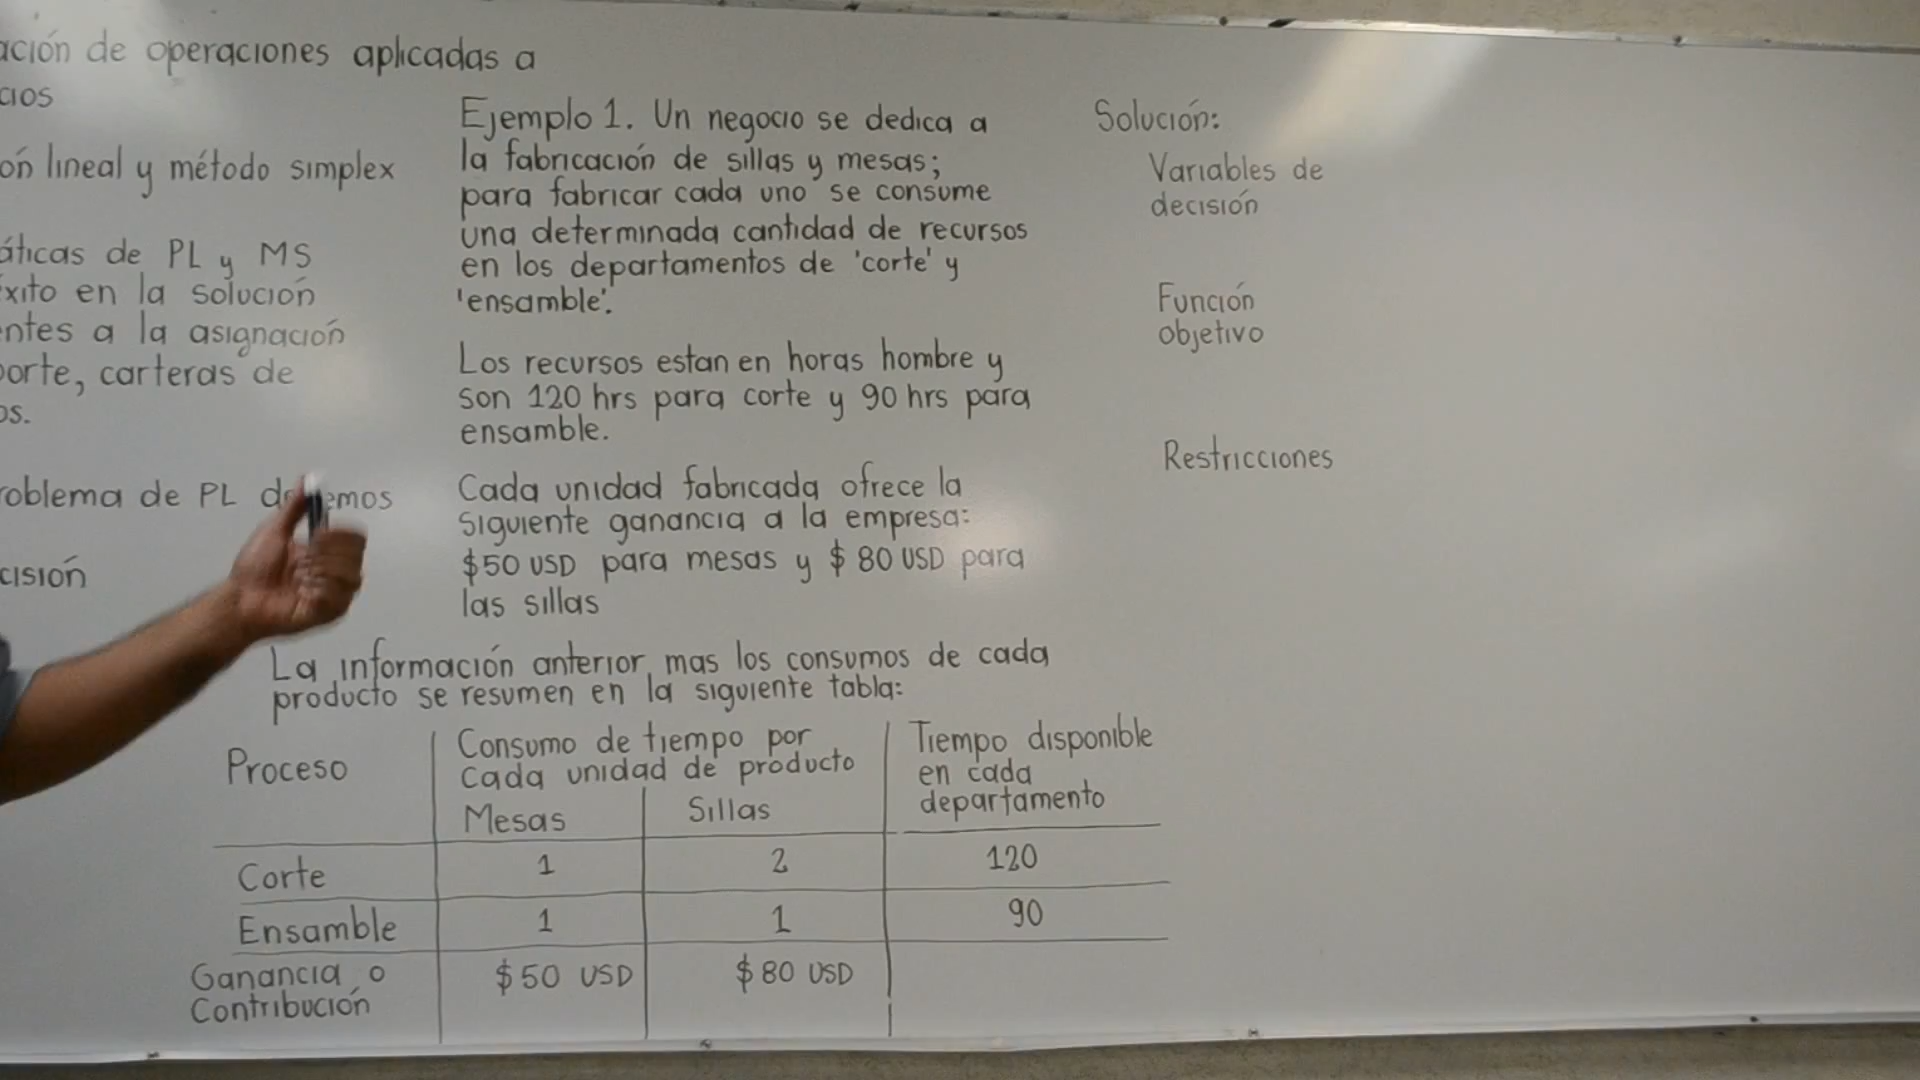 ación de operaciones aplicadas a
cios
ón lineal y método simplex
áticas de PL y MS
éxito en la solución
entes a la asignación
porte, carteras de
os.
roblema de PL
cisión
Ejemplo 1. Un negocio se dedica a
la fabricación de sillas y mesas;
para fabricar cada uno se consume
una determinada cantidad de recursos
en los departamentos de 'corte' y
'ensamble'.
Los recursos estan en horas hombre y
son 120 hrs para corte y 90 hrs para
ensamble.
Cada unidad fabricada ofrece la
siguiente ganancia a la empresa:
$50 USD para mesas y $80 USD para
las sillas
La información anterior, mas los consumos de cada
producto se resumen en la siguiente tabla:
Proceso
Consumo de tiempo por
cada unidad de producto
Mesas Sillas
Tiempo disponible
en cada
departamento
Corte 1 2 120
Ensamble 1 1 90
Ganancia o
Contribución
$50 USD $80 USD
Solución:
Variables de
decisión
Función
objetivo
Restricciones